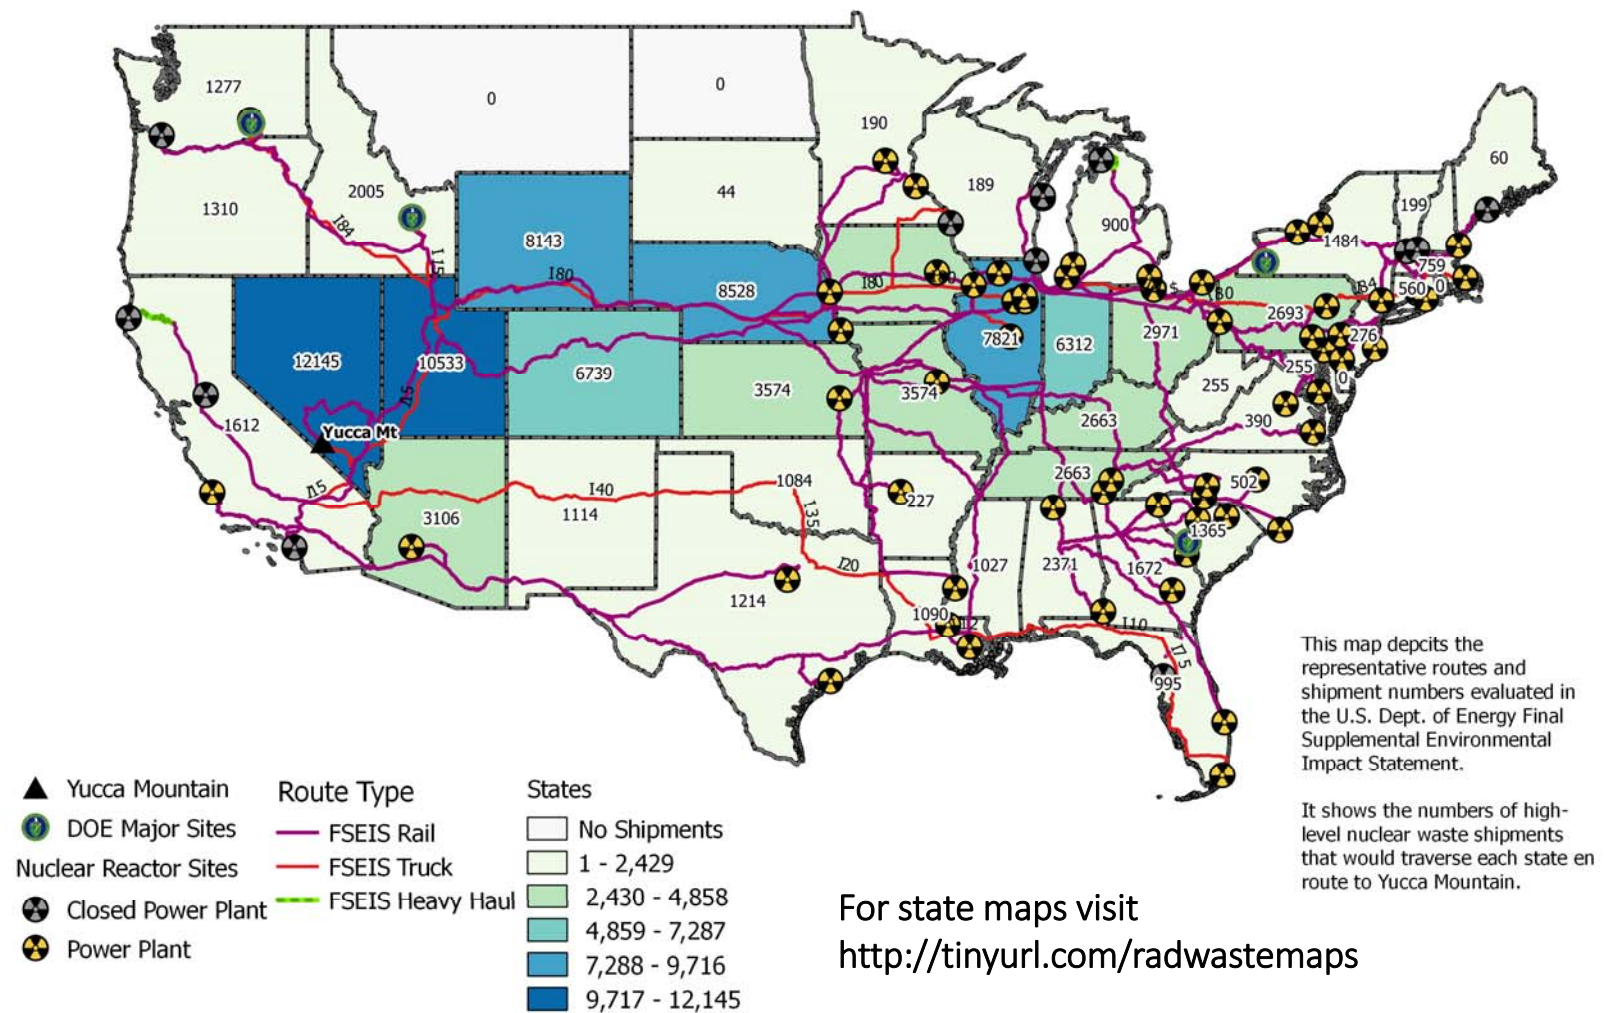 1277
0
0
190
60
2005
44
189
199
1310
I84
900
8143
1484
I15
759
I80
I80
8528
I80
I84
560
0
2693
12145
10533
7821
6312
2971
276
6739
255
0
I15
3574
3574
255
1612
Yucca Mt
2663
390
I15
I40
1084
2663
502
3106
1114
I35
227
1365
I20
1027
2371
1672
1214
1090
I12
I10
I75
995
This map depcits the
representative routes and
shipment numbers evaluated in
the U.S. Dept. of Energy Final
Supplemental Environmental
Impact Statement.
It shows the numbers of high-
level nuclear waste shipments
that would traverse each state en
route to Yucca Mountain.
Yucca Mountain
DOE Major Sites
Nuclear Reactor Sites
Closed Power Plant
Power Plant
Route Type
FSEIS Rail
FSEIS Truck
FSEIS Heavy Haul
States
No Shipments
1 - 2,429
2,430 - 4,858
4,859 - 7,287
7,288 - 9,716
9,717 - 12,145
For state maps visit
http://tinyurl.com/radwastemaps